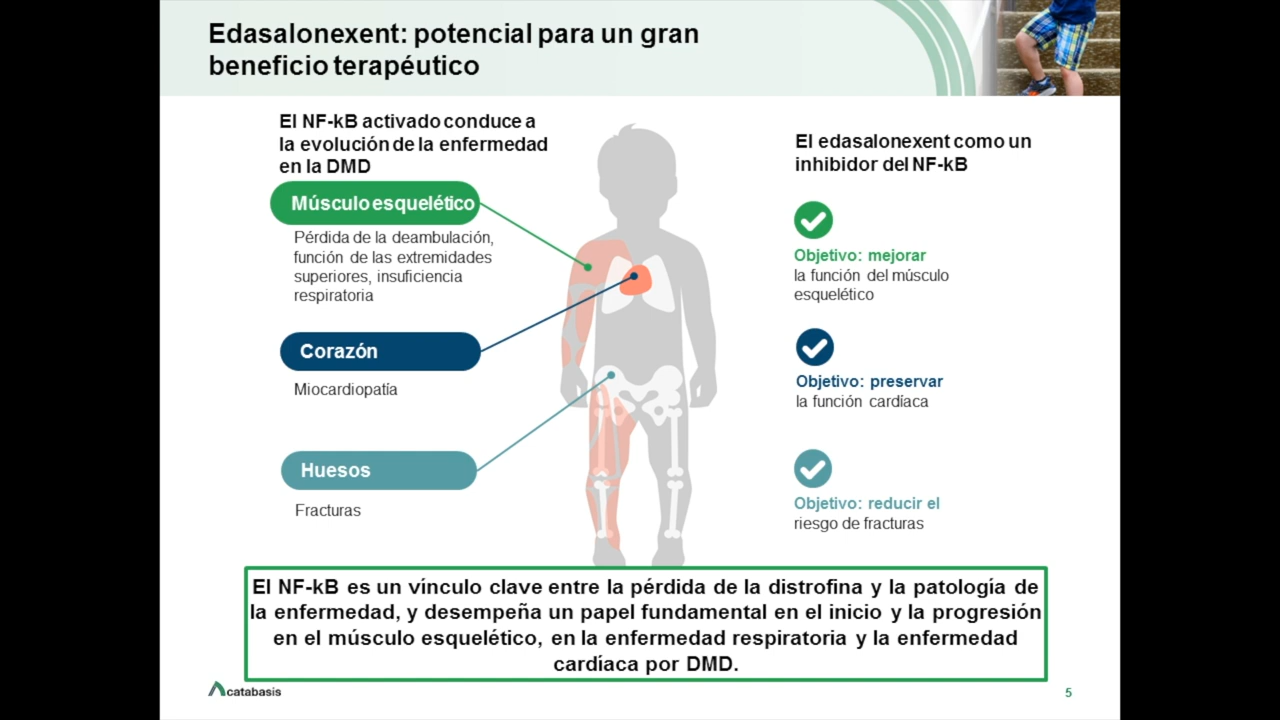 Edasalonexent: potencial para un gran
beneficio terapéutico
El NF-kB activado conduce a
la evolución de la enfermedad
en la DMD
Músculo esquelético
Pérdida de la deambulación,
función de las extremidades
superiores, insuficiencia
respiratoria
Corazón
Miocardiopatía
Huesos
Fracturas
El edasalonexent como un
inhibidor del NF-kB
Objetivo: mejorar
la función del músculo
esquelético
Objetivo: preservar
la función cardíaca
Objetivo: reducir el
riesgo de fracturas
El NF-kB es un vínculo clave entre la pérdida de la distrofina y la patología de
la enfermedad, y desempeña un papel fundamental en el inicio y la progresión
en el músculo esquelético, en la enfermedad respiratoria y la enfermedad
cardíaca por DMD.
catabasis
5